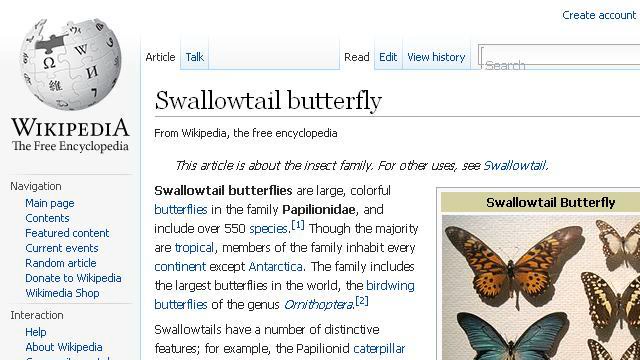 Create account
Article Talk Read Edit View history Search
WIKIPEDIA
The Free Encyclopedia
Swallowtail butterfly
From Wikipedia, the free encyclopedia
This article is about the insect family. For other uses, see Swallowtail.
Navigation
Main page
Contents
Featured content
Current events
Random article
Donate to Wikipedia
Wikimedia Shop
Interaction
Help
About Wikipedia
Swallowtail butterflies are large, colorful
butterflies in the family Papilionidae, and
include over 550 species.[1] Though the majority
are tropical, members of the family inhabit every
continent except Antarctica. The family includes
the largest butterflies in the world, the birdwing
butterflies of the genus Ornithoptera.[2]
Swallowtails have a number of distinctive
features; for example, the Papilionid caterpillar
Swallowtail Butterfly